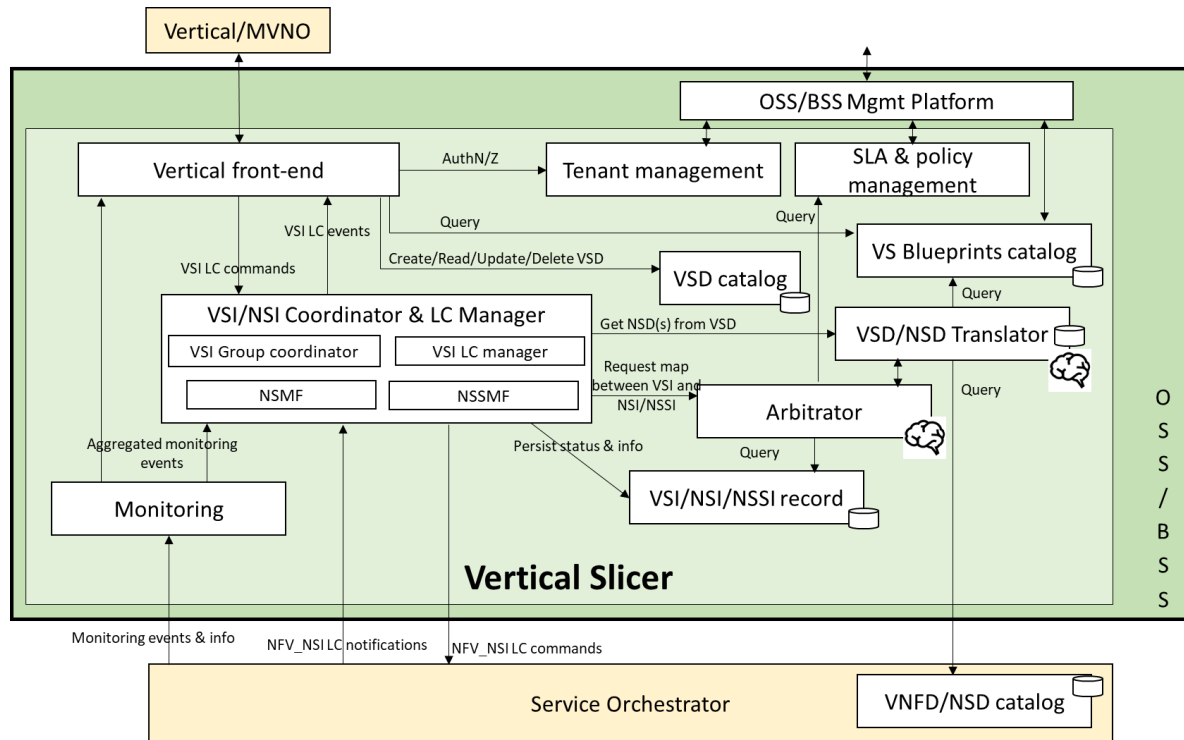 Vertical/MVNO
OSS/BSS Mgmt Platform
Vertical front-end
AuthN/Z
Tenant management
SLA & policy
management
Query
Query
VSI LC events
VS Blueprints catalog
Create/Read/Update/Delete VSD
VSI LC commands
VSD catalog
Query
VSI/NSI Coordinator & LC Manager
Get NSD(s) from VSD
VSD/NSD Translator
VSI Group coordinator
VSI LC manager
Request map
between VSI and
NSI/NSSI
Query
NSMF
NSSMF
Arbitrator
Aggregated monitoring
events
Persist status & info
Query
Monitoring
VSI/NSI/NSSI record
Vertical Slicer
O
S
S
/
B
S
S
Monitoring events & info
NFV_NSI LC notifications
NFV_NSI LC commands
Service Orchestrator
VNFD/NSD catalog